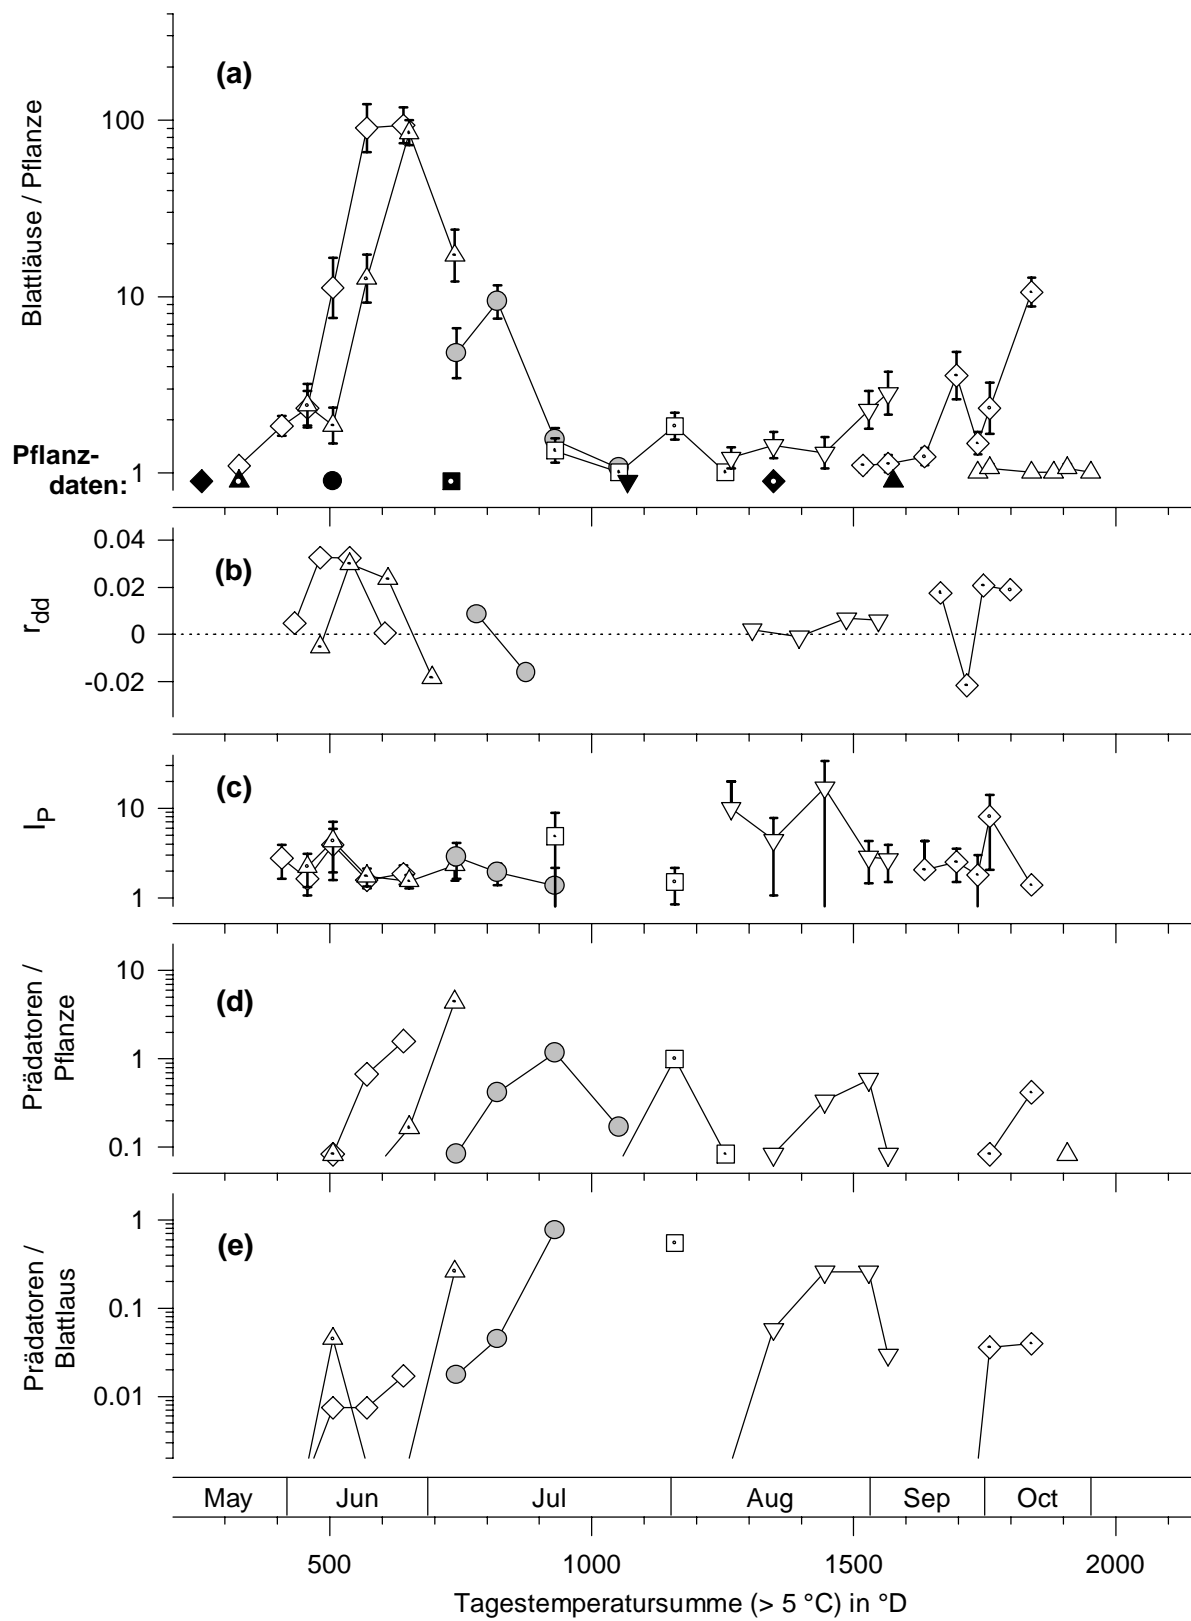 (a)
Blattläuse / Pflanze
100
10
1
Pflanz-
daten:
(b)
r_dd
0.04
0.02
0
-0.02
(c)
I_P
10
1
(d)
Prädatoren /
Pflanze
10
1
0.1
(e)
Prädatoren /
Blattlaus
1
0.1
0.01
May Jun Jul Aug Sep Oct
500 1000 1500 2000
Tagestemperatursumme (> 5 °C) in °D